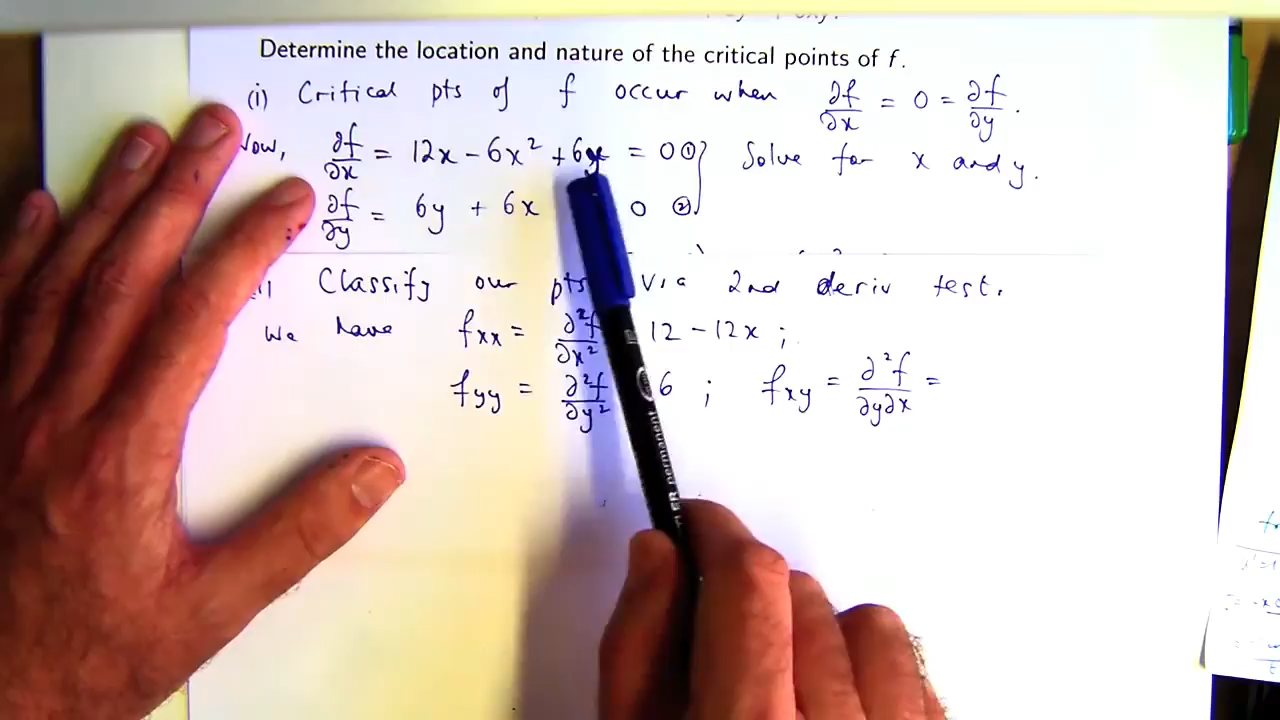 Determine the location and nature of the critical points of f.
(i) Critical pts of f occur when ∂f/∂x = 0 = ∂f/∂y.
Now, ∂f/∂x = 12x − 6x² + 6y = 0 ① } Solve for x and y.
∂f/∂y = 6y + 6x 0 ②
Classify our pts via 2nd deriv test.
We have fxx = ∂²f/∂x² 12 − 12x ;
fyy = ∂²f/∂y² 6 ; fxy = ∂²f/∂y∂x =